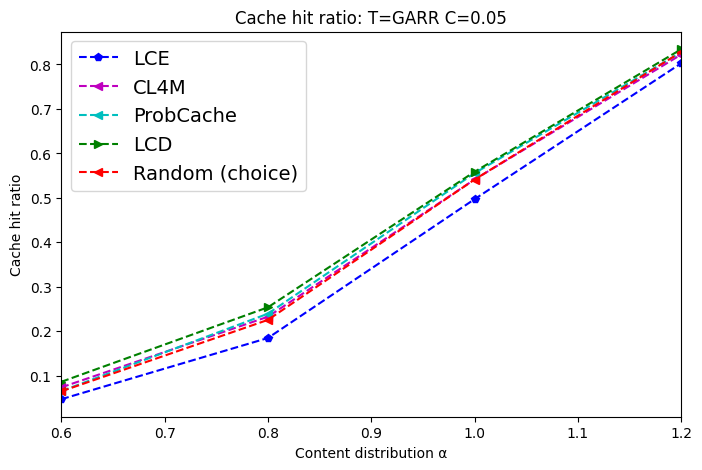 Cache hit ratio: T=GARR C=0.05
LCE
CL4M
ProbCache
LCD
Random (choice)
Cache hit ratio
0.8
0.7
0.6
0.5
0.4
0.3
0.2
0.1
0.6
0.7
0.8
0.9
1.0
1.1
1.2
Content distribution α